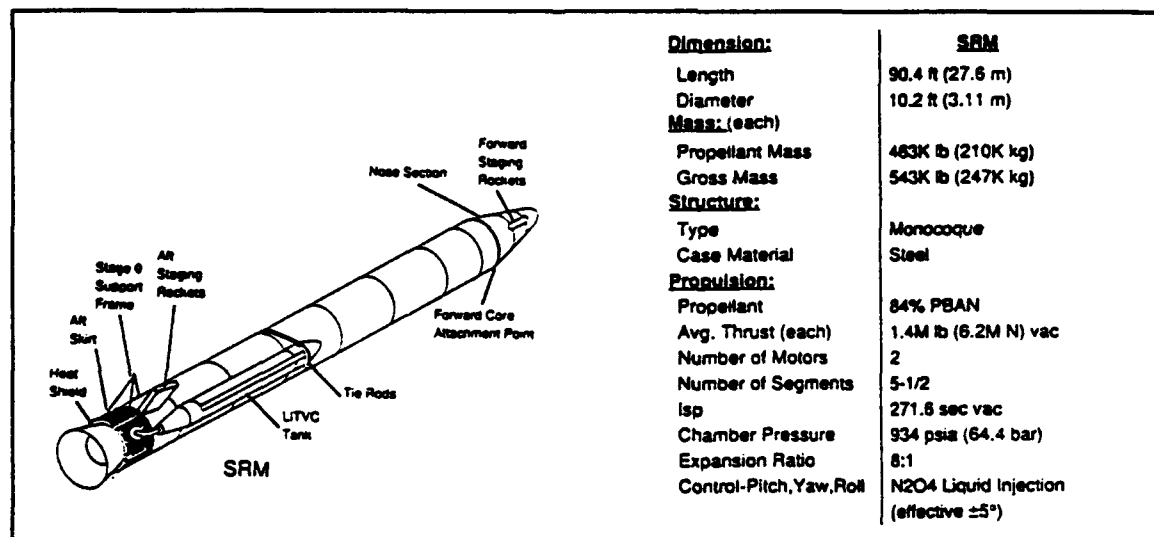 Forward
Staging
Rockets
Nose Section
Aft
Staging
Rockets
Stage 0
Support
Frame
Aft
Skirt
Heat
Shield
Forward Core
Attachment Point
Tie Rods
LITVC
Tank
SRM
Dimension: SRM
Length 90.4 ft (27.6 m)
Diameter 10.2 ft (3.11 m)
Mass: (each)
Propellant Mass 463K lb (210K kg)
Gross Mass 543K lb (247K kg)
Structure:
Type Monocoque
Case Material Steel
Propulsion:
Propellant 84% PBAN
Avg. Thrust (each) 1.4M lb (6.2M N) vac
Number of Motors 2
Number of Segments 5-1/2
Isp 271.6 sec vac
Chamber Pressure 934 psia (64.4 bar)
Expansion Ratio 8:1
Control-Pitch,Yaw,Roll N2O4 Liquid Injection
(effective ±5°)